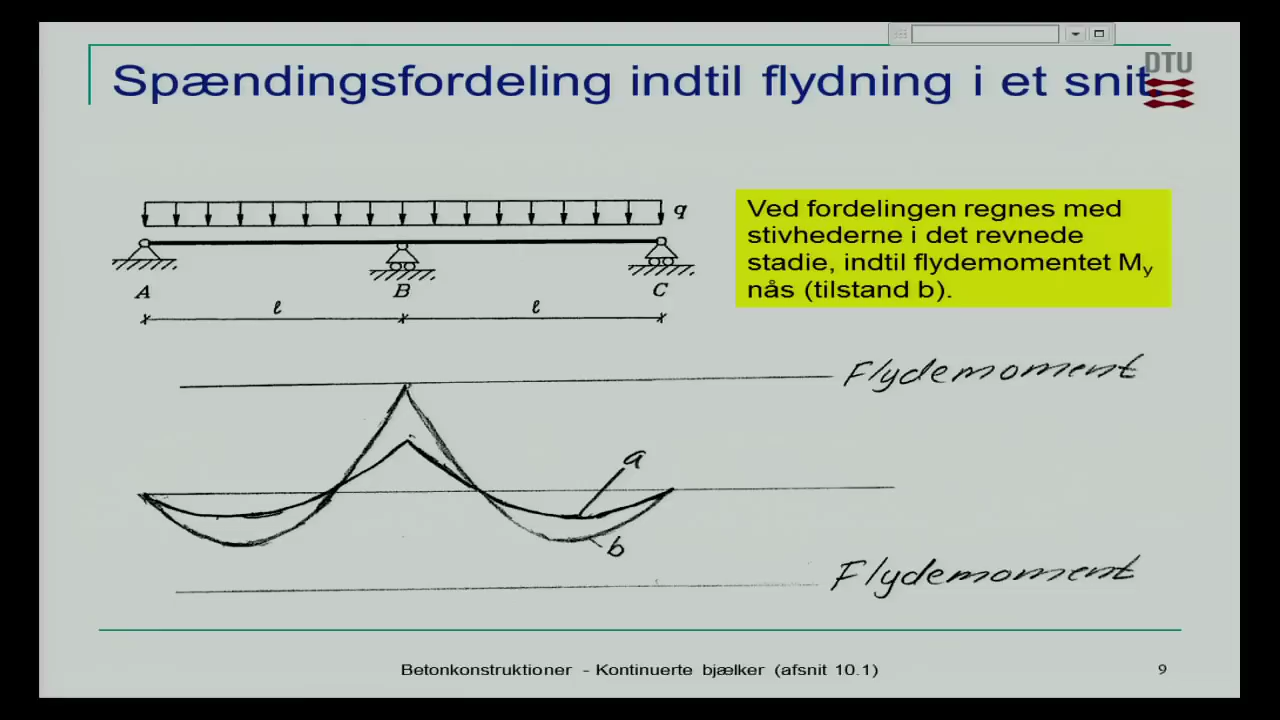 Spændingsfordeling indtil flydning i et snit.
DTU
q
A
B
C
ℓ
ℓ
Ved fordelingen regnes med
stivhederne i det revnede
stadie, indtil flydemomentet My
nås (tilstand b).
Flydemoment
a
b
Flydemoment
Betonkonstruktioner - Kontinuerte bjælker (afsnit 10.1)
9